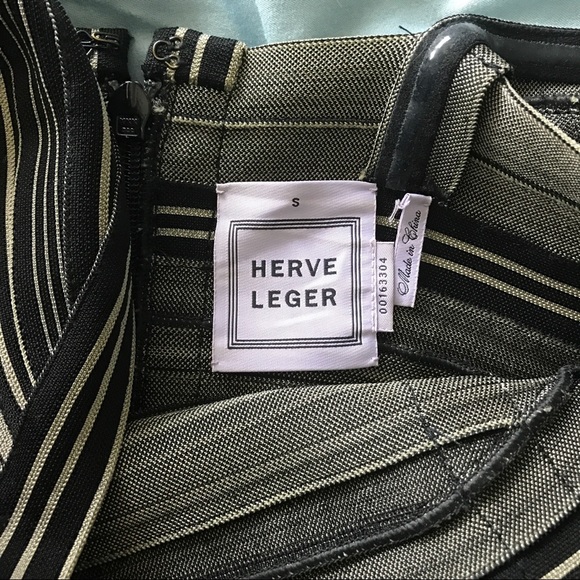 S
HERVE
LEGER
00163304
Made in China